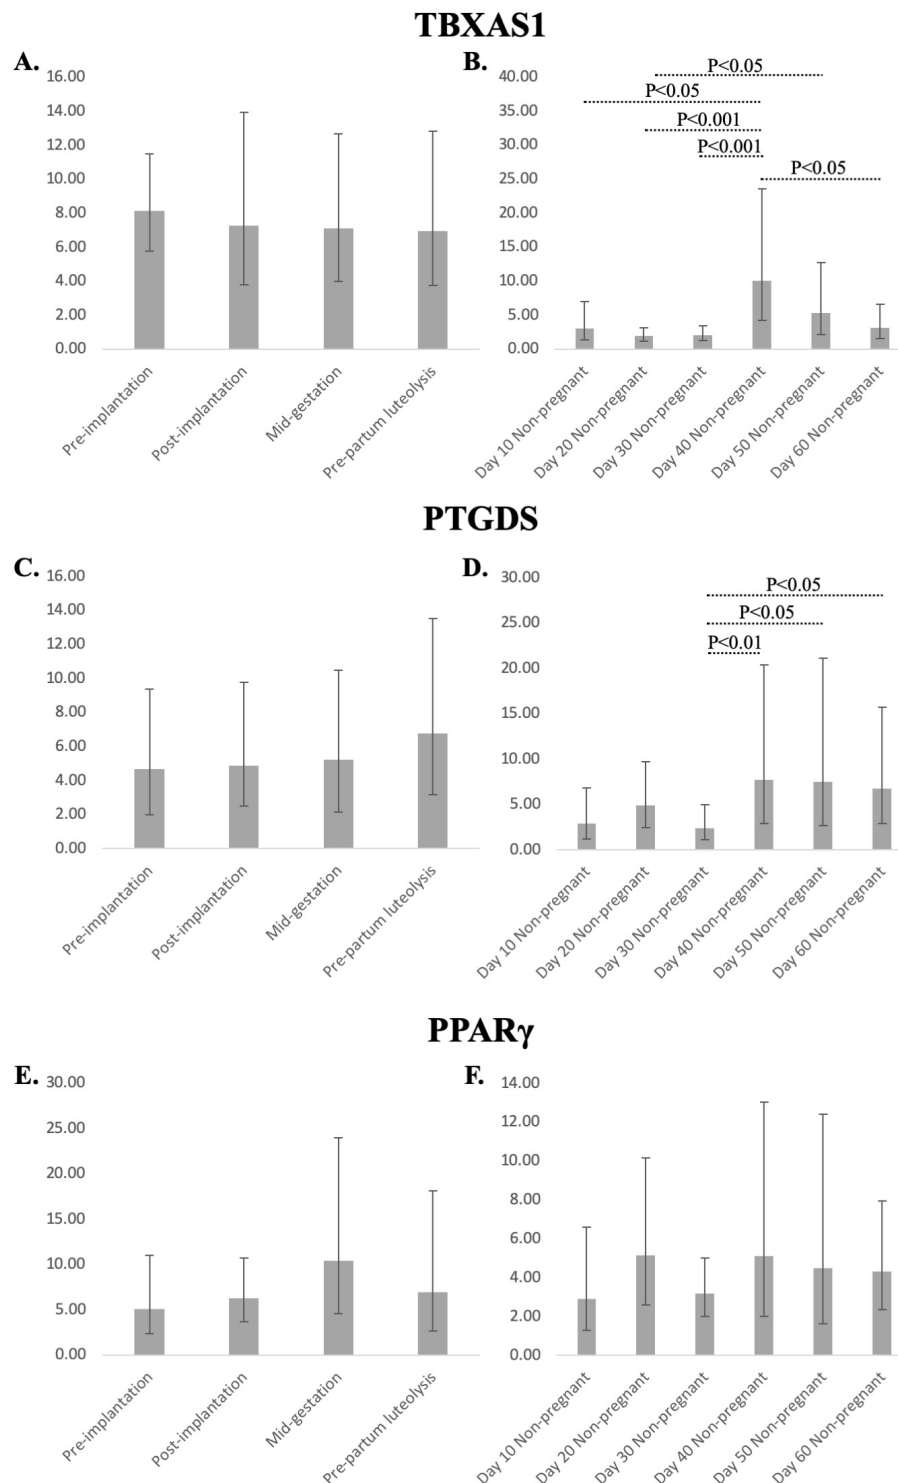 TBXAS1
A.
16.00
14.00
12.00
10.00
8.00
6.00
4.00
2.00
0.00
Pre-implantation
Post-implantation
Mid-gestation
Pre-partum luteolysis
B.
40.00
35.00
30.00
25.00
20.00
15.00
10.00
5.00
0.00
P<0.05
P<0.05
P<0.001
P<0.001
P<0.05
Day 10 Non-pregnant
Day 20 Non-pregnant
Day 30 Non-pregnant
Day 40 Non-pregnant
Day 50 Non-pregnant
Day 60 Non-pregnant
PTGDS
C.
16.00
14.00
12.00
10.00
8.00
6.00
4.00
2.00
0.00
Pre-implantation
Post-implantation
Mid-gestation
Pre-partum luteolysis
D.
30.00
25.00
20.00
15.00
10.00
5.00
0.00
P<0.05
P<0.05
P<0.01
Day 10 Non-pregnant
Day 20 Non-pregnant
Day 30 Non-pregnant
Day 40 Non-pregnant
Day 50 Non-pregnant
Day 60 Non-pregnant
PPARγ
E.
30.00
25.00
20.00
15.00
10.00
5.00
0.00
Pre-implantation
Post-implantation
Mid-gestation
Pre-partum luteolysis
F.
14.00
12.00
10.00
8.00
6.00
4.00
2.00
0.00
Day 10 Non-pregnant
Day 20 Non-pregnant
Day 30 Non-pregnant
Day 40 Non-pregnant
Day 50 Non-pregnant
Day 60 Non-pregnant